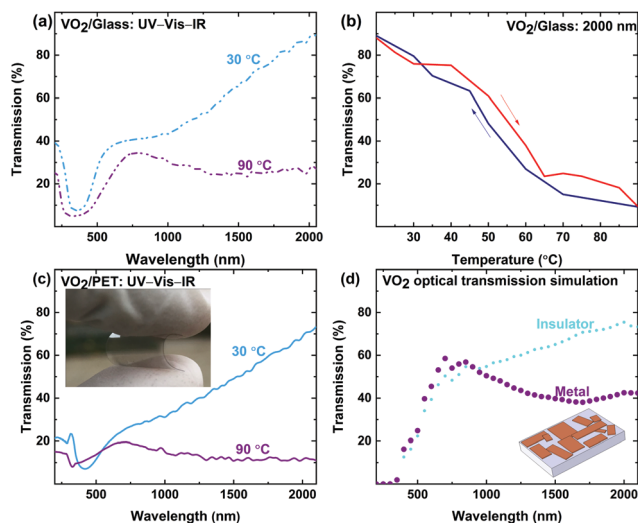 (a) VO2/Glass: UV–Vis–IR
Transmission (%)
80
60
40
20
30 °C
90 °C
500 1000 1500 2000
Wavelength (nm)
(b) VO2/Glass: 2000 nm
Transmission (%)
80
60
40
20
30 40 50 60 70 80
Temperature (°C)
(c) VO2/PET: UV–Vis–IR
Transmission (%)
80
60
40
20
30 °C
90 °C
500 1000 1500 2000
Wavelength (nm)
(d) VO2 optical transmission simulation
Transmission (%)
80
60
40
20
0
Insulator
Metal
0 500 1000 1500 2000
Wavelength (nm)